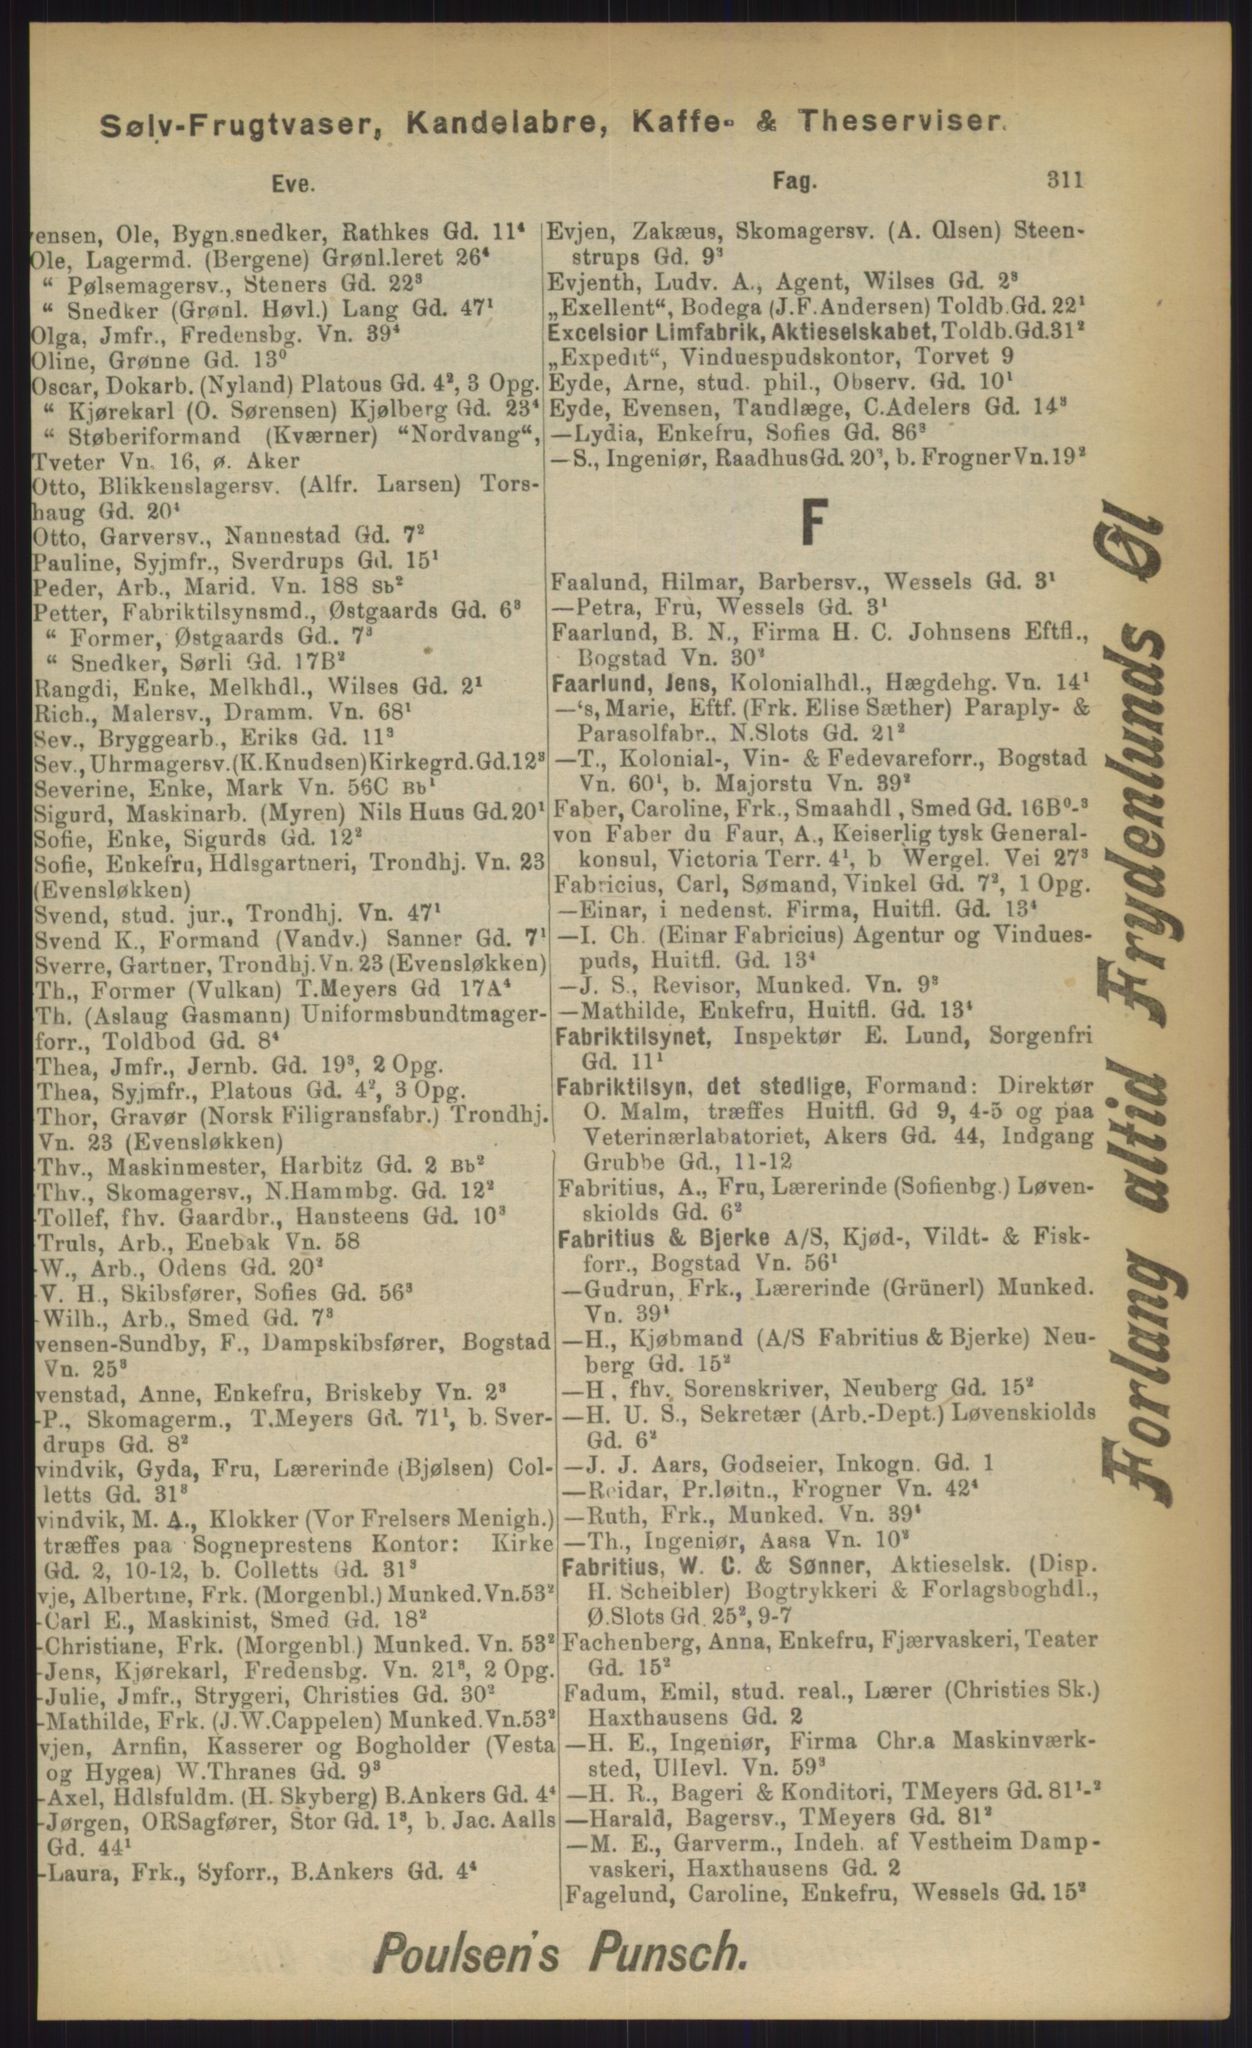 Sølv-Frugtvaser, Kandelabre, Kaffe- & Theserviser.
Eve.
Fag.
311
ensen, Ole, Bygn.snedker, Rathkes Gd. 11⁴
Ole, Lagermd. (Bergene) Grønl.leret 26⁴
“ Pølsemagersv., Steners Gd. 22³
“ Snedker (Grønl. Høvl.) Lang Gd. 47¹
Olga, Jmfr., Fredensbg. Vn. 39⁴
Oline, Grønne Gd. 13⁰
Oscar, Dokarb. (Nyland) Platous Gd. 4², 3 Opg.
“ Kjørekarl (O. Sørensen) Kjølberg Gd. 23⁴
“ Støberiformand (Kværner) “Nordvang“,
Tveter Vn. 16, ø. Aker
Otto, Blikkenslagersv. (Alfr. Larsen) Tors-
haug Gd. 20⁴
Otto, Garversv., Nannestad Gd. 7²
Pauline, Syjmfr., Sverdrups Gd. 15¹
Peder, Arb., Marid. Vn. 188 Sb²
Petter, Fabriktilsynsmd., Østgaards Gd. 6³
“ Former, Østgaards Gd.. 7³
“ Snedker, Sørli Gd. 17B²
Rangdi, Enke, Melkhdl., Wilses Gd. 2¹
Rich., Malersv., Dramm. Vn. 68¹
Sev., Bryggearb., Eriks Gd. 11³
Sev., Uhrmagersv.(K.Knudsen)Kirkegrd.Gd.12³
Severine, Enke, Mark Vn. 56C Bb¹
Sigurd, Maskinarb. (Myren) Nils Huus Gd.20¹
Sofie, Enke, Sigurds Gd. 12²
Sofie, Enkefru, Hdlsgartneri, Trondhj. Vn. 23
(Evensløkken)
Svend, stud. jur., Trondhj. Vn. 47¹
Svend K., Formand (Vandv.) Sanner Gd. 7¹
Sverre, Gartner, Trondhj.Vn. 23 (Evensløkken)
Th., Former (Vulkan) T.Meyers Gd 17A⁴
Th. (Aslaug Gasmann) Uniformsbundtmager-
forr., Toldbod Gd. 8⁴
Thea, Jmfr., Jernb. Gd. 19³, 2 Opg.
Thea, Syjmfr., Platous Gd. 4², 3 Opg.
Thor, Gravør (Norsk Filigransfabr.) Trondhj.
Vn. 23 (Evensløkken)
Thv., Maskinmester, Harbitz Gd. 2 Bb²
Thv., Skomagersv., N.Hammbg. Gd. 12²
Tollef, fhv. Gaardbr., Hansteens Gd. 10³
Truls, Arb., Enebak Vn. 58
-W., Arb., Odens Gd. 20²
-V. H., Skibsfører, Sofies Gd. 56³
-Wilh., Arb., Smed Gd. 7³
vensen-Sundby, F., Dampskibsfører, Bogstad
Vn. 25³
venstad, Anne, Enkefru, Briskeby Vn. 2³
-P., Skomagerm., T.Meyers Gd. 71¹, b. Sver-
drups Gd. 8²
vindvik, Gyda, Fru, Lærerinde (Bjølsen) Col-
letts Gd. 31³
vindvik, M. A., Klokker (Vor Frelsers Menigh.)
træffes paa Sogneprestens Kontor: Kirke
Gd. 2, 10-12, b. Colletts Gd. 31³
vje, Albertine, Frk. (Morgenbl.) Munked.Vn.53²
-Carl E., Maskinist, Smed Gd. 18²
-Christiane, Frk. (Morgenbl.) Munked. Vn. 53²
-Jens, Kjørekarl, Fredensbg. Vn. 21³, 2 Opg.
-Julie, Jmfr., Strygeri, Christies Gd. 30²
-Mathilde, Frk. (J.W.Cappelen) Munked.Vn.53²
vjen, Arnfin, Kasserer og Bogholder (Vesta
og Hygea) W.Thranes Gd. 9³
-Axel, Hdlsfuldm. (H. Skyberg) B.Ankers Gd. 4⁴
-Jørgen, ORSagfører, Stor Gd. 1³, b. Jac. Aalls
Gd. 44¹
-Laura, Frk., Syforr., B.Ankers Gd. 4⁴
Evjen, Zakæus, Skomagersv. (A. Olsen) Steen-
strups Gd. 9³
Evjenth, Ludv. A., Agent, Wilses Gd. 2³
„Exellent“, Bodega (J.F.Andersen) Toldb.Gd. 22¹
Excelsior Limfabrik, Aktieselskabet, Toldb.Gd.31²
„Expedit“, Vinduespudskontor, Torvet 9
Eyde, Arne, stud. phil., Observ. Gd. 10¹
Eyde, Evensen, Tandlæge, C.Adelers Gd. 14³
—Lydia, Enkefru, Sofies Gd. 86³
—S., Ingeniør, RaadhusGd. 20³, b. FrognerVn.19²
F
Faalund, Hilmar, Barbersv., Wessels Gd. 3¹
—Petra, Fru, Wessels Gd. 3¹
Faarlund, B. N., Firma H. C. Johnsens Eftfl.,
Bogstad Vn. 30²
Faarlund, Jens, Kolonialhdl., Hægdehg. Vn. 14¹
—‘s, Marie, Eftf. (Frk. Elise Sæther) Paraply- &
Parasolfabr., N.Slots Gd. 21²
—T., Kolonial-, Vin- & Fedevareforr., Bogstad
Vn. 60¹, b. Majorstu Vn. 39²
Faber, Caroline, Frk., Smaahdl , Smed Gd. 16B⁰-³
von Faber du Faur, A., Keiserlig tysk General-
konsul, Victoria Terr. 4¹, b Wergel. Vei 27³
Fabricius, Carl, Sømand, Vinkel Gd. 7², 1 Opg.
—Einar, i nedenst. Firma, Huitfl. Gd. 13⁴
—I. Ch. (Einar Fabricius) Agentur og Vindues-
puds, Huitfl. Gd. 13⁴
—J. S., Revisor, Munked. Vn. 9³
—Mathilde, Enkefru, Huitfl. Gd. 13⁴
Fabriktilsynet, Inspektør E. Lund, Sorgenfri
Gd. 11¹
Fabriktilsyn, det stedlige, Formand: Direktør
O. Malm, træffes Huitfl. Gd 9, 4-5 og paa
Veterinærlabatoriet, Akers Gd. 44, Indgang
Grubbe Gd., 11-12
Fabritius, A., Fru, Lærerinde (Sofienbg.) Løven-
skiolds Gd. 6²
Fabritius & Bjerke A/S, Kjød-, Vildt- & Fisk-
forr., Bogstad Vn. 56¹
—Gudrun, Frk., Lærerinde (Grünerl) Munked.
Vn. 39⁴
—H., Kjøbmand (A/S Fabritius & Bjerke) Neu-
berg Gd. 15²
—H , fhv. Sorenskriver, Neuberg Gd. 15²
—H. U. S., Sekretær (Arb.-Dept.) Løvenskiolds
Gd. 6²
—J. J. Aars, Godseier, Inkogn. Gd. 1
—Reidar, Pr.løitn., Frogner Vn. 42⁴
—Ruth, Frk., Munked. Vn. 39⁴
—Th., Ingeniør, Aasa Vn. 10³
Fabritius, W. C. & Sønner, Aktieselsk. (Disp.
H. Scheibler) Bogtrykkeri & Forlagsboghdl.,
Ø.Slots Gd. 25², 9-7
Fachenberg, Anna, Enkefru, Fjærvaskeri, Teater
Gd. 15²
Fadum, Emil, stud. real., Lærer (Christies Sk.)
Haxthausens Gd. 2
—H. E., Ingeniør, Firma Chr.a Maskinværk-
sted, Ullevl. Vn. 59³
—H. R., Bageri & Konditori, TMeyers Gd. 81¹-²
—Harald, Bagersv., TMeyers Gd. 81²
—M. E., Garverm., Indeh. af Vestheim Damp-
vaskeri, Haxthausens Gd. 2
Fagelund, Caroline, Enkefru, Wessels Gd. 15²
Forlang altid Frydenlunds Øl
Poulsen's Punsch.